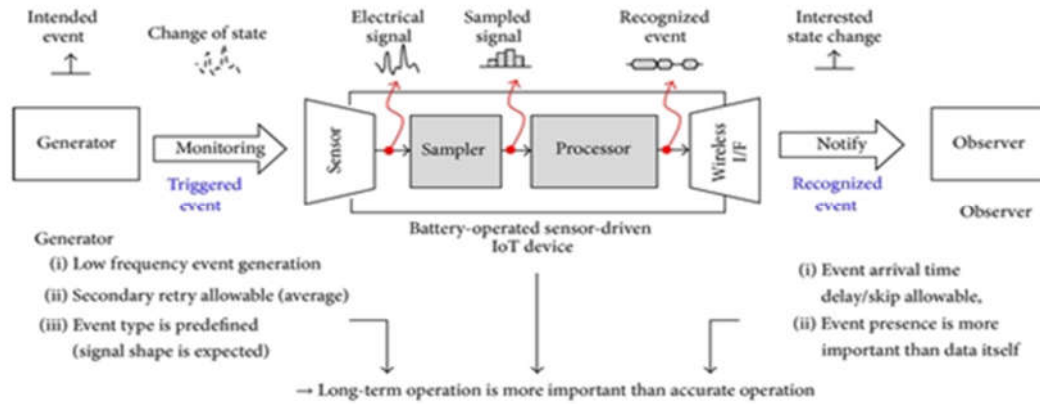 Intended
event
Change of state
Electrical
signal
Sampled
signal
Recognized
event
Interested
state change
Generator
Monitoring
Triggered
event
Sensor
Sampler
Processor
Wireless
I/F
Notify
Recognized
event
Observer
Observer
Battery-operated sensor-driven
IoT device
Generator
(i) Low frequency event generation
(ii) Secondary retry allowable (average)
(iii) Event type is predefined
(signal shape is expected)
(i) Event arrival time
delay/skip allowable,
(ii) Event presence is more
important than data itself
→ Long-term operation is more important than accurate operation